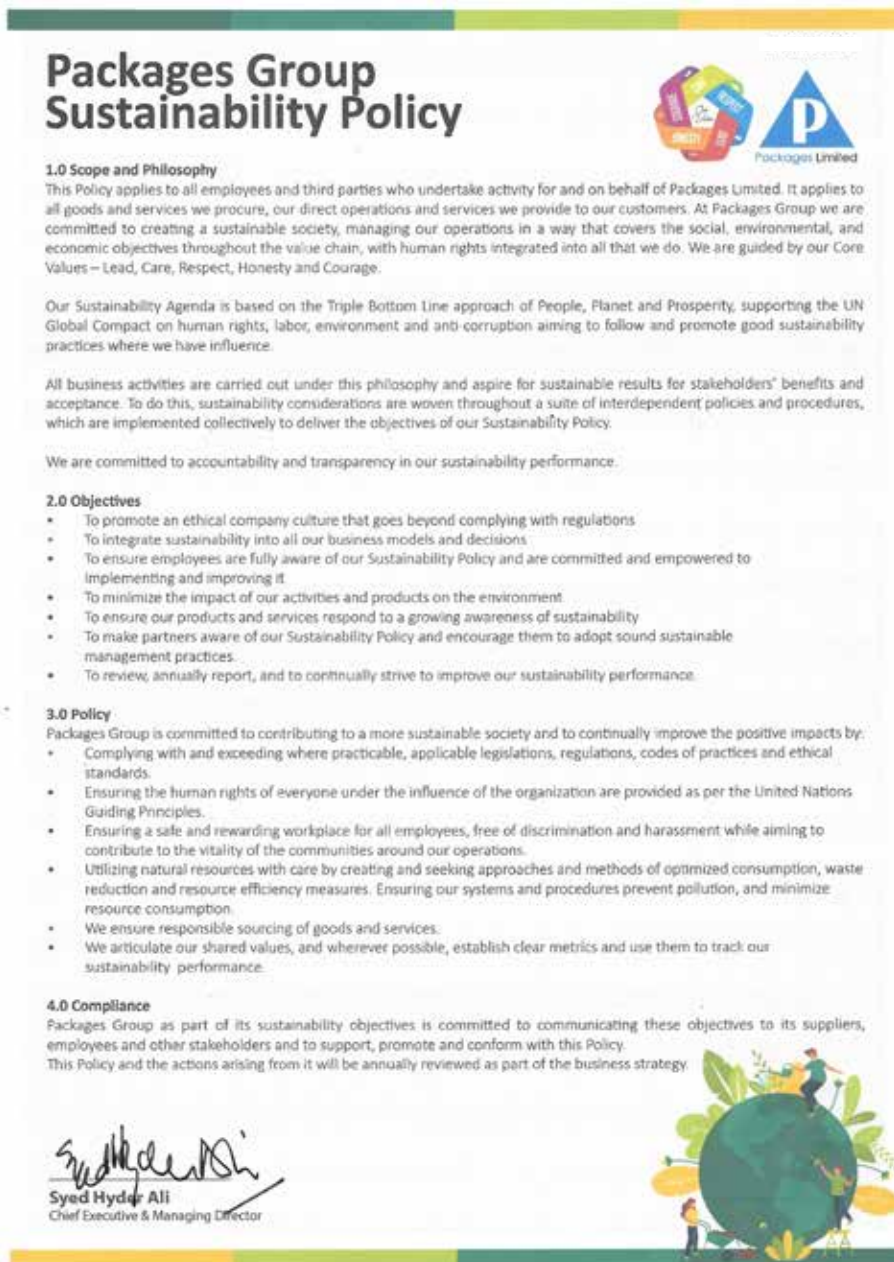 Packages Group
Sustainability Policy
CARE
RESPECT
HONESTY
COURAGE
P
Packages Limited
1.0 Scope and Philosophy
This Policy applies to all employees and third parties who undertake activity for and on behalf of Packages Limited. It applies to
all goods and services we procure, our direct operations and services we provide to our customers. At Packages Group we are
committed to creating a sustainable society, managing our operations in a way that covers the social, environmental, and
economic objectives throughout the value chain, with human rights integrated into all that we do. We are guided by our Core
Values – Lead, Care, Respect, Honesty and Courage.
Our Sustainability Agenda is based on the Triple Bottom Line approach of People, Planet and Prosperity, supporting the UN
Global Compact on human rights, labor, environment and anti-corruption aiming to follow and promote good sustainability
practices where we have influence.
All business activities are carried out under this philosophy and aspire for sustainable results for stakeholders' benefits and
acceptance. To do this, sustainability considerations are woven throughout a suite of interdependent policies and procedures,
which are implemented collectively to deliver the objectives of our Sustainability Policy.
We are committed to accountability and transparency in our sustainability performance.
2.0 Objectives
• To promote an ethical company culture that goes beyond complying with regulations
• To integrate sustainability into all our business models and decisions
• To ensure employees are fully aware of our Sustainability Policy and are committed and empowered to
implementing and improving it
• To minimize the impact of our activities and products on the environment
• To ensure our products and services respond to a growing awareness of sustainability
• To make partners aware of our Sustainability Policy and encourage them to adopt sound sustainable
management practices.
• To review, annually report, and to continually strive to improve our sustainability performance.
3.0 Policy
Packages Group is committed to contributing to a more sustainable society and to continually improve the positive impacts by:
• Complying with and exceeding where practicable, applicable legislations, regulations, codes of practices and ethical
standards.
• Ensuring the human rights of everyone under the influence of the organization are provided as per the United Nations
Guiding Principles.
• Ensuring a safe and rewarding workplace for all employees, free of discrimination and harassment while aiming to
contribute to the vitality of the communities around our operations.
• Utilizing natural resources with care by creating and seeking approaches and methods of optimized consumption, waste
reduction and resource efficiency measures. Ensuring our systems and procedures prevent pollution, and minimize
resource consumption.
• We ensure responsible sourcing of goods and services.
• We articulate our shared values, and wherever possible, establish clear metrics and use them to track our
sustainability performance.
4.0 Compliance
Packages Group as part of its sustainability objectives is committed to communicating these objectives to its suppliers,
employees and other stakeholders and to support, promote and conform with this Policy.
This Policy and the actions arising from it will be annually reviewed as part of the business strategy.
Syed Hyder Ali
Syed Hyder Ali
Chief Executive & Managing Director